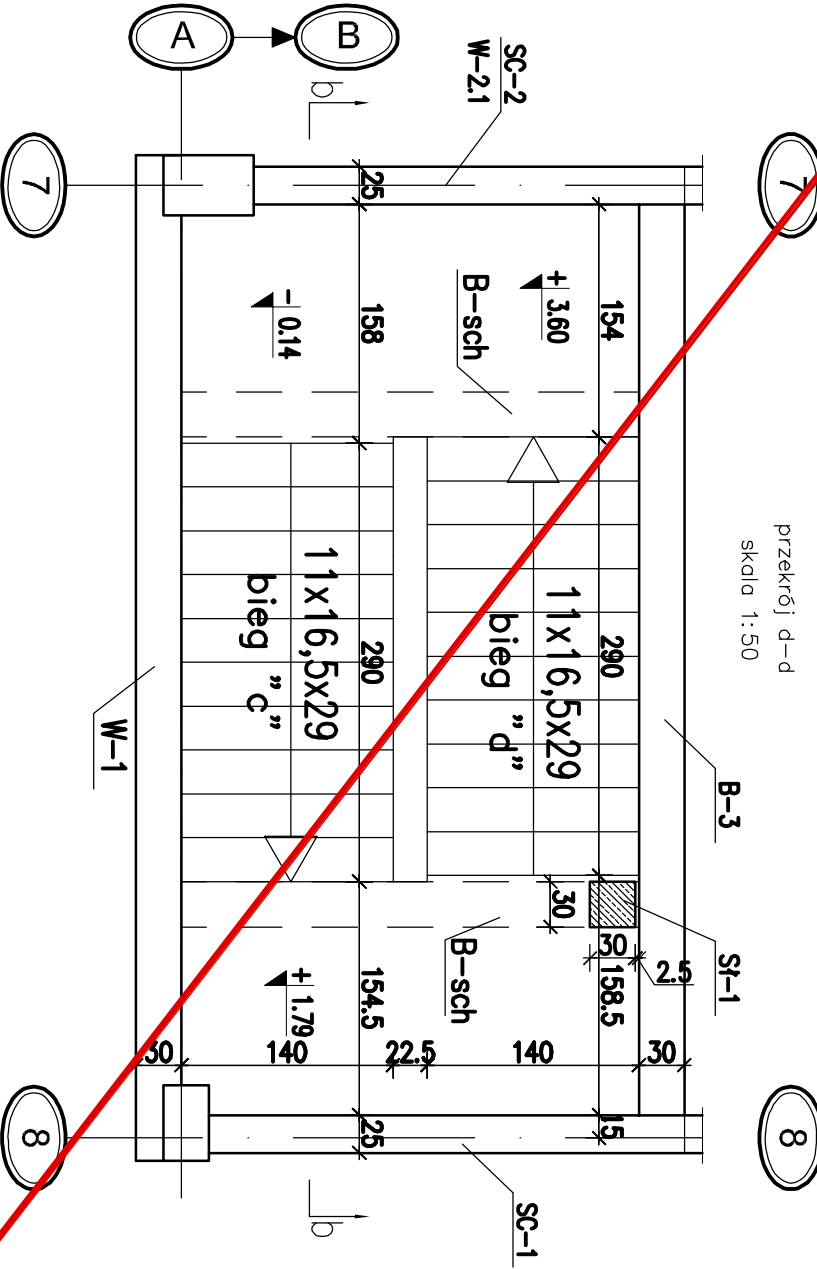 przekrój d-d
skala 1:50
7
8
A
B
7
8
SC-2
W-2.1
SC-1
B-3
Sł-1
W-1
B-sch
B-sch
+ 3.60
- 0.14
+ 1.79
11x16,5x29
bieg "d"
11x16,5x29
bieg "c"
154
290
158.5
15
25
158
290
154.5
25
30
30
2.5
30
140
22.5
140
30
d
d